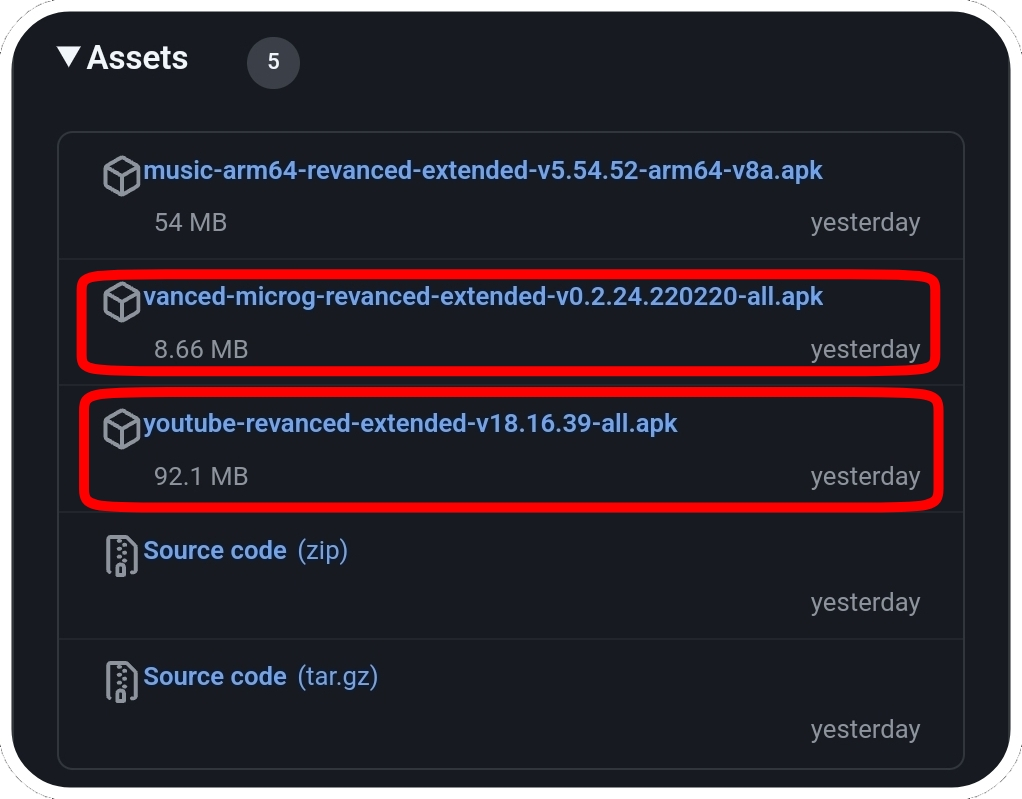 Assets 5
music-arm64-revanced-extended-v5.54.52-arm64-v8a.apk
54 MB yesterday
vanced-microg-revanced-extended-v0.2.24.220220-all.apk
8.66 MB yesterday
youtube-revanced-extended-v18.16.39-all.apk
92.1 MB yesterday
Source code (zip)
yesterday
Source code (tar.gz)
yesterday